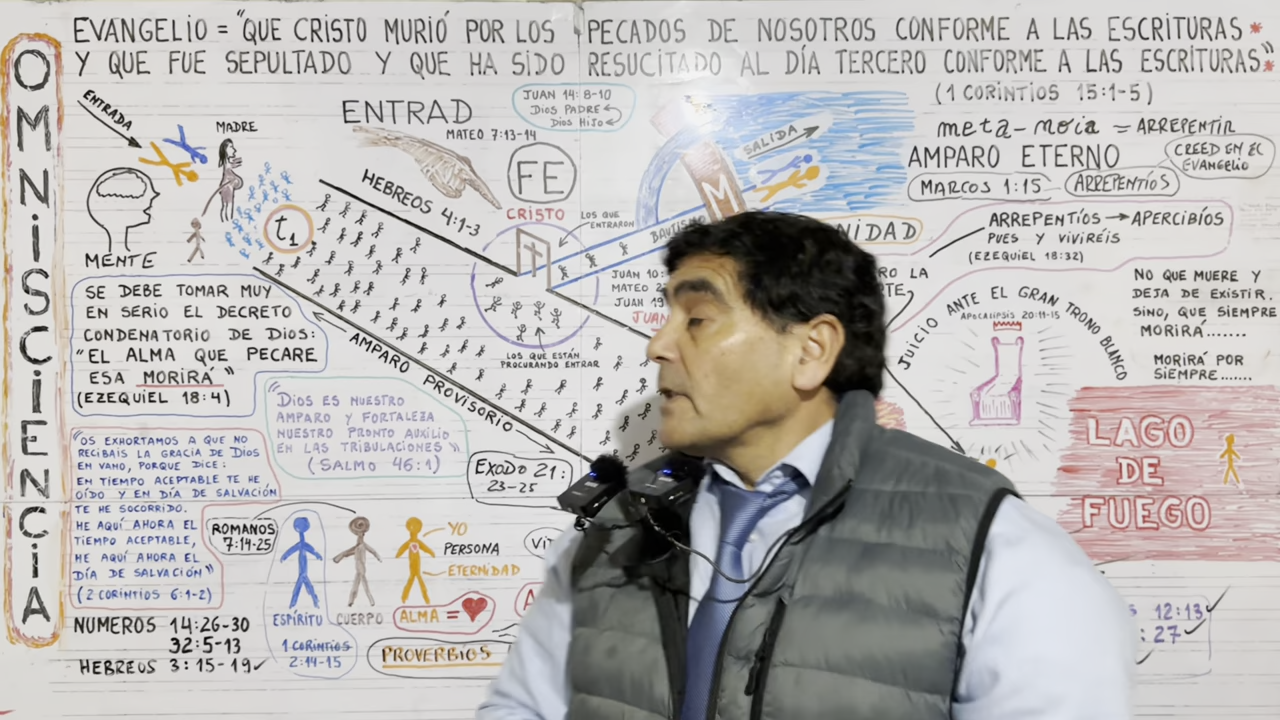 EVANGELIO = "QUE CRISTO MURIÓ POR LOS PECADOS DE NOSOTROS CONFORME A LAS ESCRITURAS*
Y QUE FUE SEPULTADO Y QUE HA SIDO RESUCITADO AL DÍA TERCERO CONFORME A LAS ESCRITURAS"*
(1 CORINTIOS 15:1-5)
OMNISCIENCIA
ENTRADA
MADRE
MENTE
t1
ENTRAD
MATEO 7:13-14
JUAN 14: 8-10
DIOS PADRE
DIOS HIJO
FE
CRISTO
HEBREOS 4:1-3
LOS QUE
ENTRARON
SALIDA
M
LOS QUE ESTÁN
PROCURANDO ENTRAR
AMPARO PROVISORIO
meta-noia = ARREPENTIR
AMPARO ETERNO
CREED EN EL
EVANGELIO
MARCOS 1:15
ARREPENTÍOS
ARREPENTÍOS → APERCIBÍOS
PUES Y VIVIRÉIS
(EZEQUIEL 18:32)
NIDAD
JUICIO ANTE EL GRAN TRONO BLANCO
APOCALIPSIS 20:11-15
NO QUE MUERE Y
DEJA DE EXISTIR.
SINO, QUE SIEMPRE
MORIRA.......
MORIRÁ POR
SIEMPRE.......
LAGO
DE
FUEGO
SE DEBE TOMAR MUY
EN SERIO EL DECRETO
CONDENATORIO DE DIOS:
"EL ALMA QUE PECARE
ESA MORIRÁ"
(EZEQUIEL 18:4)
"DIOS ES NUESTRO
AMPARO Y FORTALEZA
NUESTRO PRONTO AUXILIO
EN LAS TRIBULACIONES"
(SALMO 46:1)
EXODO 21:
23-25
"OS EXHORTAMOS A QUE NO
RECIBAIS LA GRACIA DE DIOS
EN VANO, PORQUE DICE:
EN TIEMPO ACEPTABLE TE HE
OÍDO Y EN DÍA DE SALVACIÓN
TE HE SOCORRIDO.
HE AQUÍ AHORA EL
TIEMPO ACEPTABLE,
HE AQUÍ AHORA EL
DÍA DE SALVACIÓN"
(2 CORINTIOS 6:1-2)
ROMANOS
7:14-25
YO
PERSONA
ETERNIDAD
ESPÍRITU
CUERPO
ALMA =
1 CORINTIOS
2:14-15
PROVERBIOS
NUMEROS 14:26-30
32:5-13
HEBREOS 3:15-19
12:13
: 27